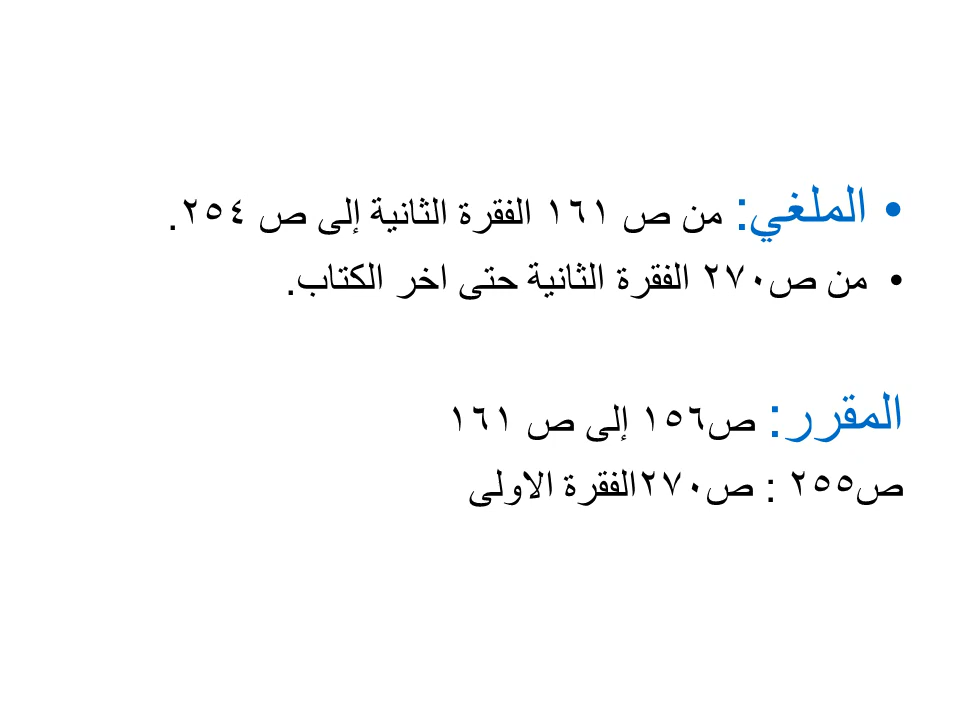 • الملغي: من ص ١٦١ الفقرة الثانية إلى ص ٢٥٤.
• من ص٢٧٠ الفقرة الثانية حتى اخر الكتاب.
المقرر: ص١٥٦ إلى ص ١٦١
ص٢٥٥ : ص٢٧٠الفقرة الاولى